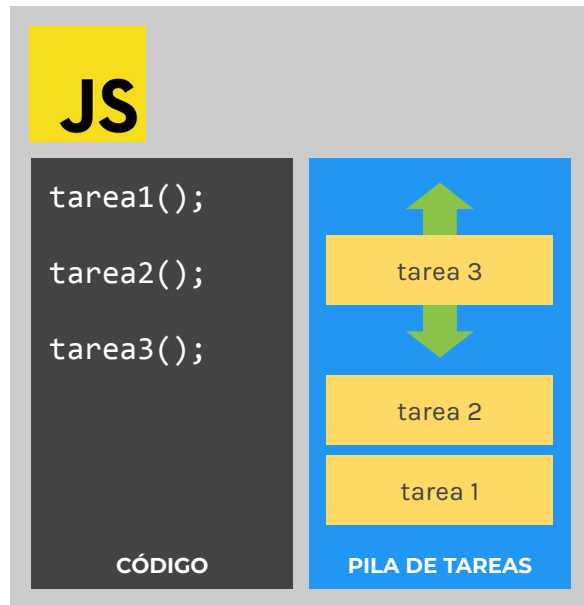 JS
tarea1();
tarea2();
tarea3();
CÓDIGO
tarea 3
tarea 2
tarea 1
PILA DE TAREAS